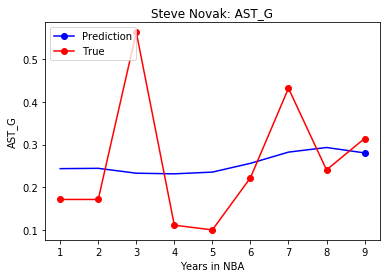 Steve Novak: AST_G
Prediction
True
AST_G
0.5
0.4
0.3
0.2
0.1
1 2 3 4 5 6 7 8 9
Years in NBA